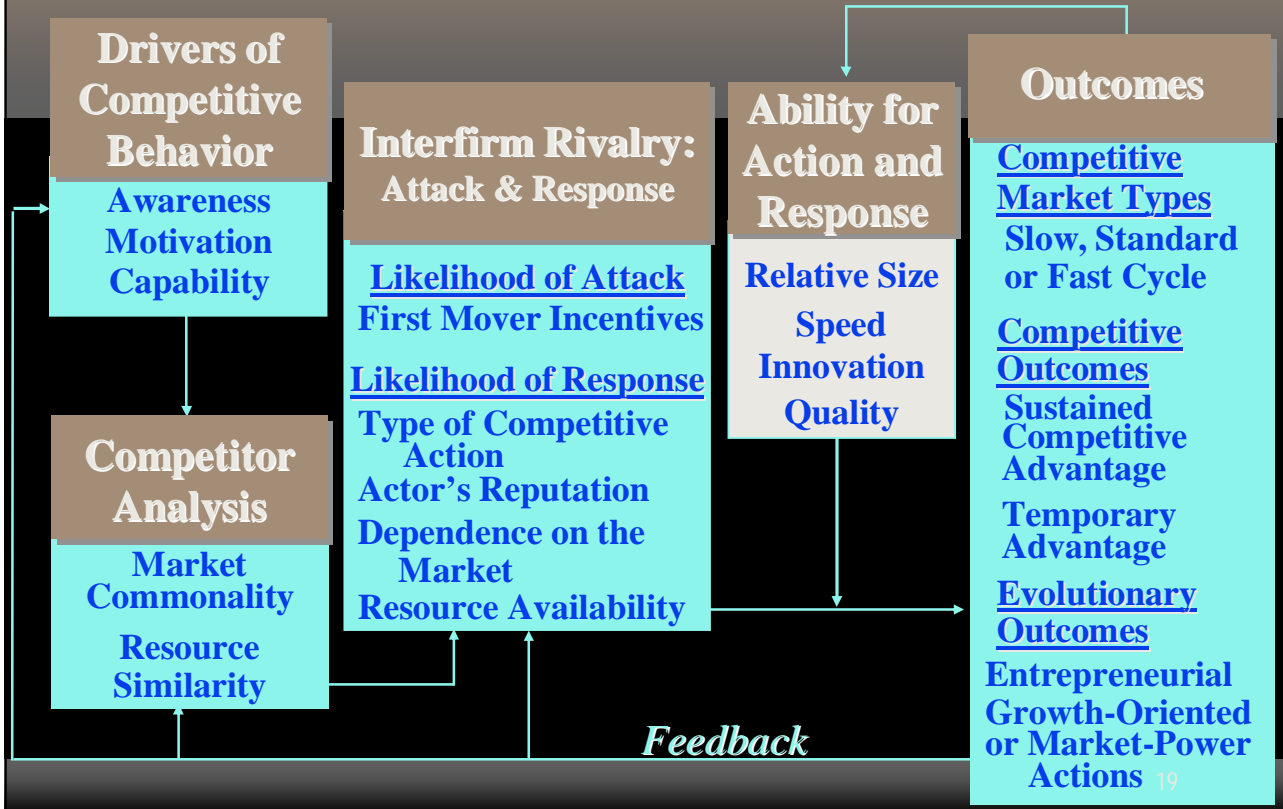 Drivers of
Competitive
Behavior
Awareness
Motivation
Capability
Competitor
Analysis
Market
Commonality
Resource
Similarity
Interfirm Rivalry:
Attack & Response
Likelihood of Attack
First Mover Incentives
Likelihood of Response
Type of Competitive
Action
Actor's Reputation
Dependence on the
Market
Resource Availability
Ability for
Action and
Response
Relative Size
Speed
Innovation
Quality
Outcomes
Competitive
Market Types
Slow, Standard
or Fast Cycle
Competitive
Outcomes
Sustained
Competitive
Advantage
Temporary
Advantage
Evolutionary
Outcomes
Entrepreneurial
Growth-Oriented
or Market-Power
Actions
Feedback
19